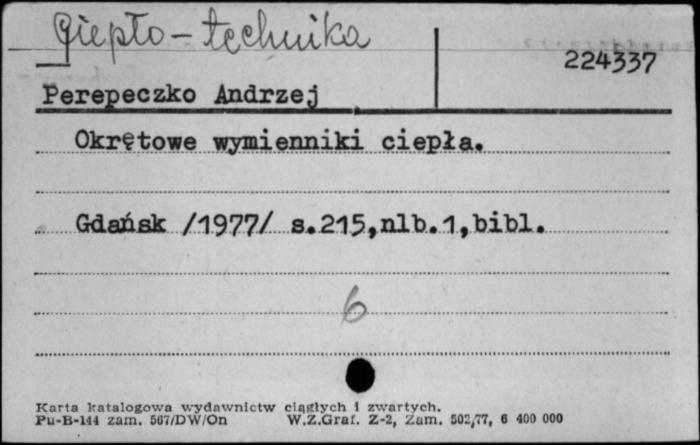 Ciepło - technika
224337
Perepeczko Andrzej
Okrętowe wymienniki ciepła.
Gdańsk /1977/ s.215,nlb.1,bibl.
6
Karta katalogowa wydawnictw ciągłych i zwartych.
Pu-B-144 zam. 567/DW/On W.Z.Graf. Z-2, Zam. 502/77, 6 400 000